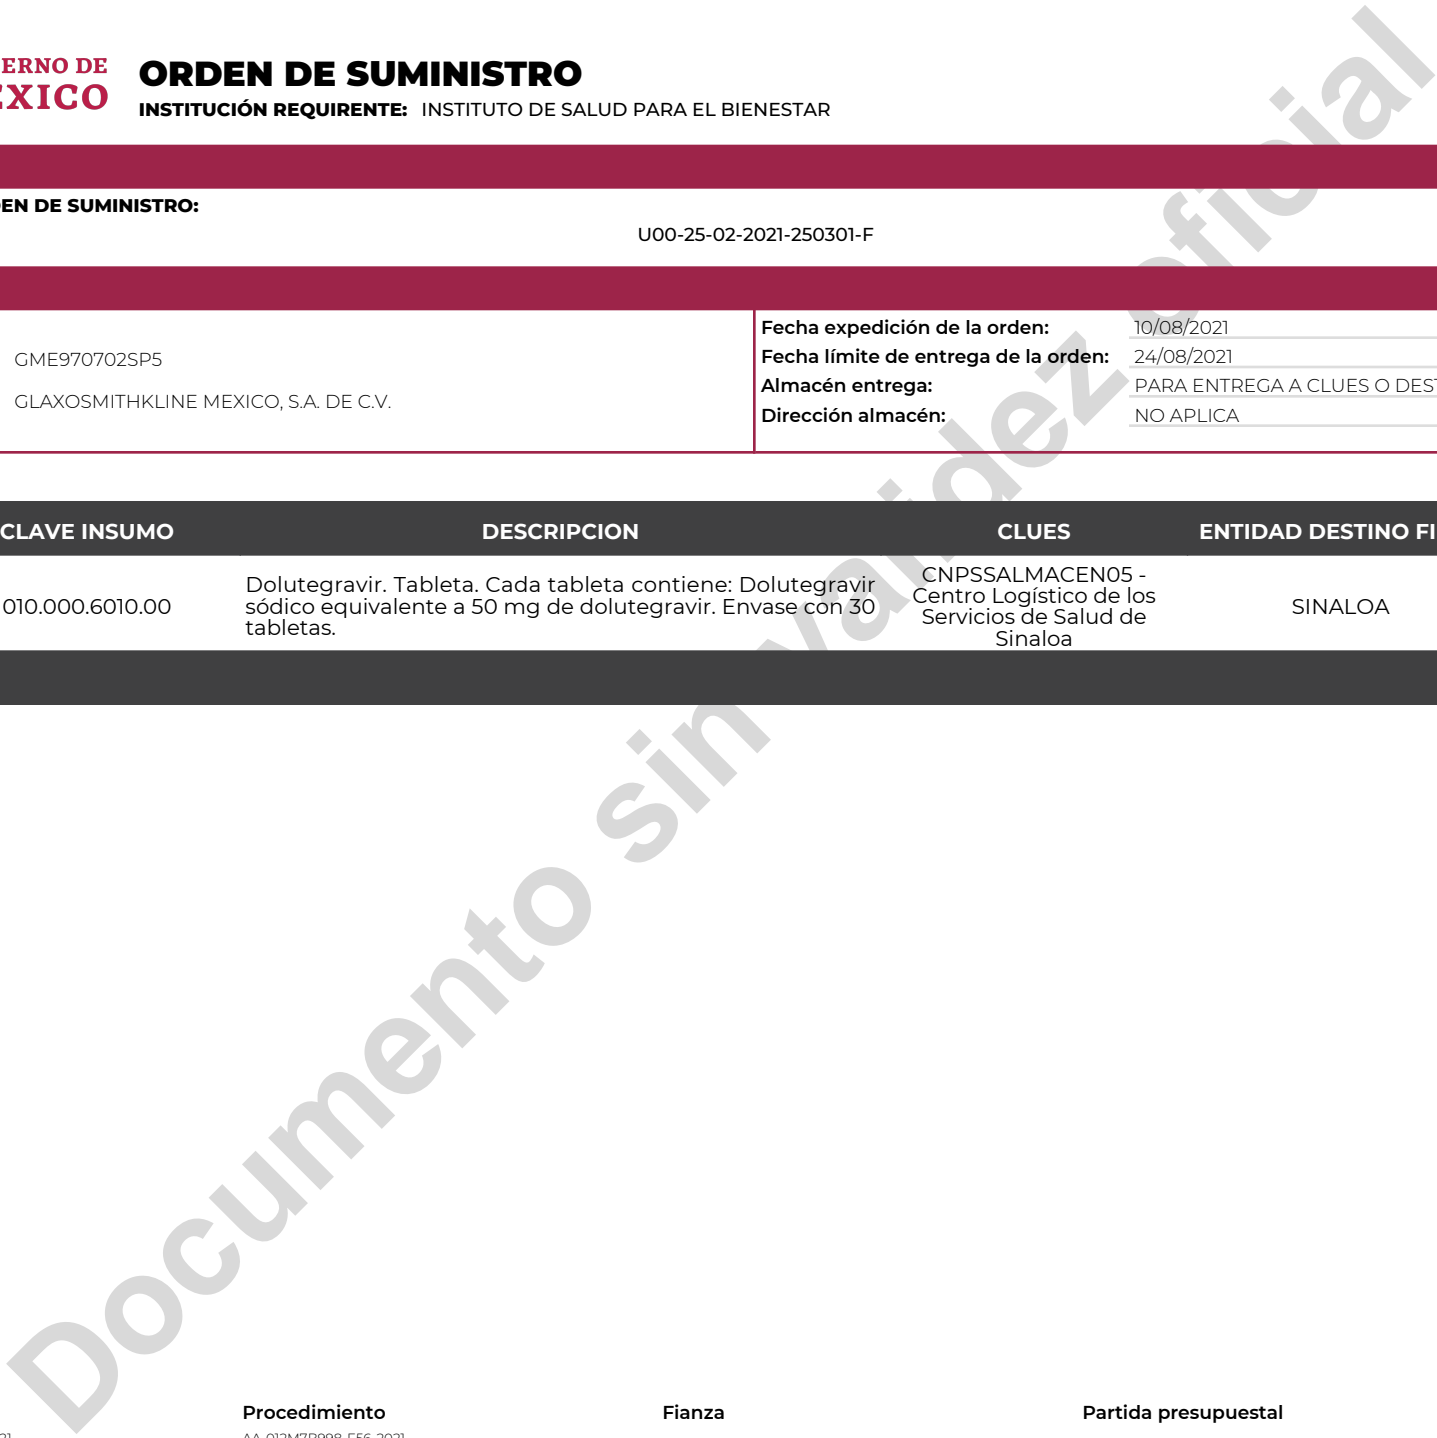 ERNO DE
EXICO
ORDEN DE SUMINISTRO
INSTITUCIÓN REQUIRENTE: INSTITUTO DE SALUD PARA EL BIENESTAR
EN DE SUMINISTRO:
U00-25-02-2021-250301-F
GME970702SP5
GLAXOSMITHKLINE MEXICO, S.A. DE C.V.
Fecha expedición de la orden: 10/08/2021
Fecha límite de entrega de la orden: 24/08/2021
Almacén entrega: PARA ENTREGA A CLUES O DEST
Dirección almacén: NO APLICA
CLAVE INSUMO DESCRIPCION CLUES ENTIDAD DESTINO FI
010.000.6010.00
Dolutegravir. Tableta. Cada tableta contiene: Dolutegravir
sódico equivalente a 50 mg de dolutegravir. Envase con 30
tabletas.
CNPSSALMACEN05 -
Centro Logístico de los
Servicios de Salud de
Sinaloa
SINALOA
Documento sin validez oficial
Procedimiento Fianza Partida presupuestal